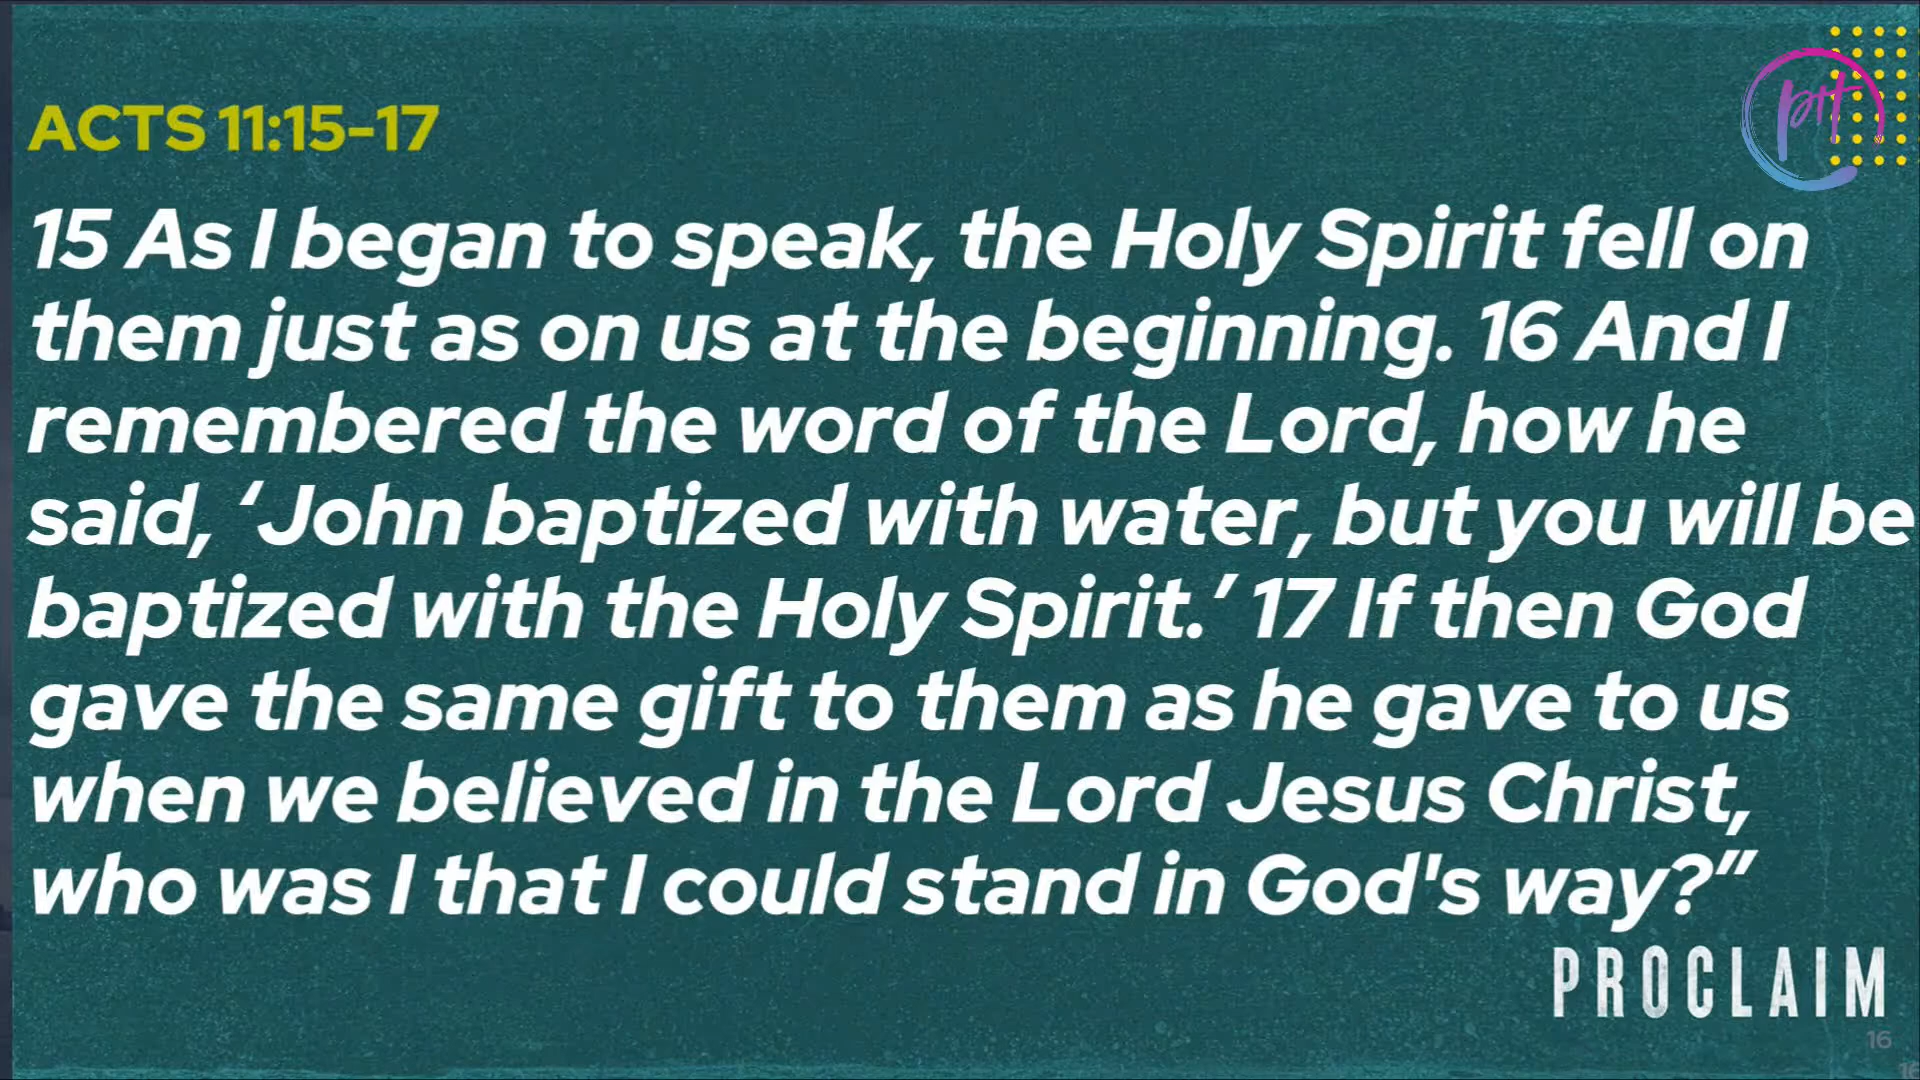 ACTS 11:15-17
15 As I began to speak, the Holy Spirit fell on
them just as on us at the beginning. 16 And I
remembered the word of the Lord, how he
said, ‘John baptized with water, but you will be
baptized with the Holy Spirit.’ 17 If then God
gave the same gift to them as he gave to us
when we believed in the Lord Jesus Christ,
who was I that I could stand in God's way?”
PROCLAIM
16